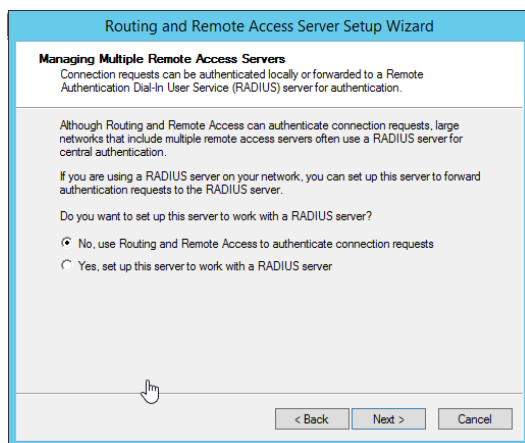 Routing and Remote Access Server Setup Wizard
Managing Multiple Remote Access Servers
Connection requests can be authenticated locally or forwarded to a Remote
Authentication Dial-In User Service (RADIUS) server for authentication.
Although Routing and Remote Access can authenticate connection requests, large
networks that include multiple remote access servers often use a RADIUS server for
central authentication.
If you are using a RADIUS server on your network, you can set up this server to forward
authentication requests to the RADIUS server.
Do you want to set up this server to work with a RADIUS server?
No, use Routing and Remote Access to authenticate connection requests
Yes, set up this server to work with a RADIUS server
< Back Next > Cancel